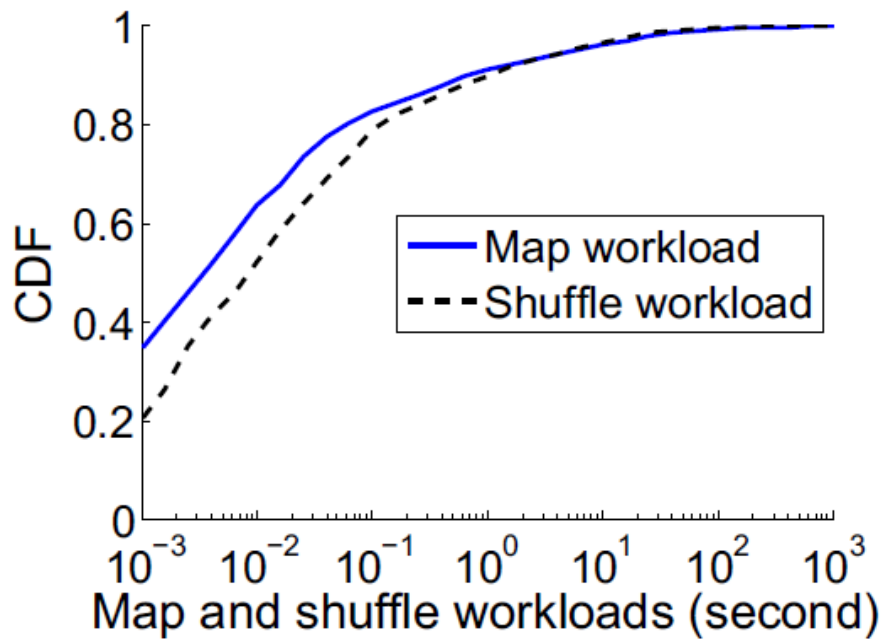 1
0.8
0.6
0.4
0.2
0
CDF
Map workload
Shuffle workload
10⁻³ 10⁻² 10⁻¹ 10⁰ 10¹ 10² 10³
Map and shuffle workloads (second)